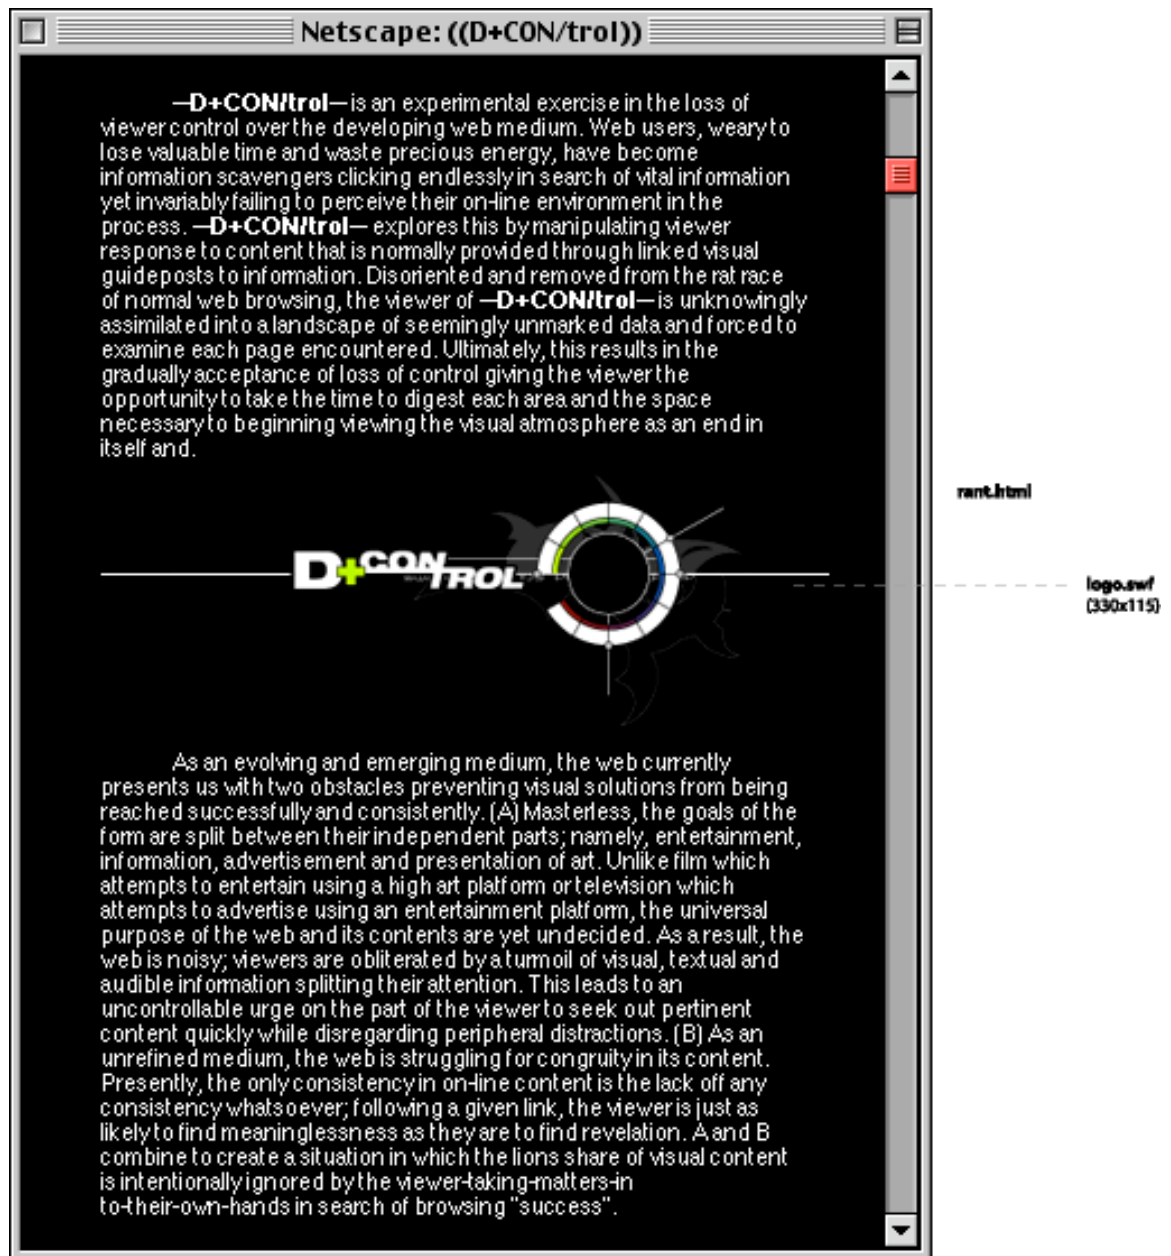 Netscape: ((D+CON/trol))
—D+CON/trol— is an experimental exercise in the loss of
viewer control over the developing web medium. Web users, weary to
lose valuable time and waste precious energy, have become
information scavengers clicking endlessly in search of vital information
yet invariably failing to perceive their on-line environment in the
process. —D+CON/trol— explores this by manipulating viewer
response to content that is normally provided through linked visual
guideposts to information. Disoriented and removed from the rat race
of normal web browsing, the viewer of —D+CON/trol— is unknowingly
assimilated into a landscape of seemingly unmarked data and forced to
examine each page encountered. Ultimately, this results in the
gradually acceptance of loss of control giving the viewer the
opportunity to take the time to digest each area and the space
necessary to beginning viewing the visual atmosphere as an end in
itself and.
rant.html
D+CON
TROL
logo.swf
(330x115)
As an evolving and emerging medium, the web currently
presents us with two obstacles preventing visual solutions from being
reached successfully and consistently. (A) Masterless, the goals of the
form are split between their independent parts; namely, entertainment,
information, advertisement and presentation of art. Unlike film which
attempts to entertain using a high art platform or television which
attempts to advertise using an entertainment platform, the universal
purpose of the web and its contents are yet undecided. As a result, the
web is noisy; viewers are obliterated by a turmoil of visual, textual and
audible information splitting their attention. This leads to an
uncontrollable urge on the part of the viewer to seek out pertinent
content quickly while disregarding peripheral distractions. (B) As an
unrefined medium, the web is struggling for congruity in its content.
Presently, the only consistency in on-line content is the lack off any
consistency whatsoever; following a given link, the viewer is just as
likely to find meaninglessness as they are to find revelation. A and B
combine to create a situation in which the lions share of visual content
is intentionally ignored by the viewer-taking-matters-in
to-their-own-hands in search of browsing "success".